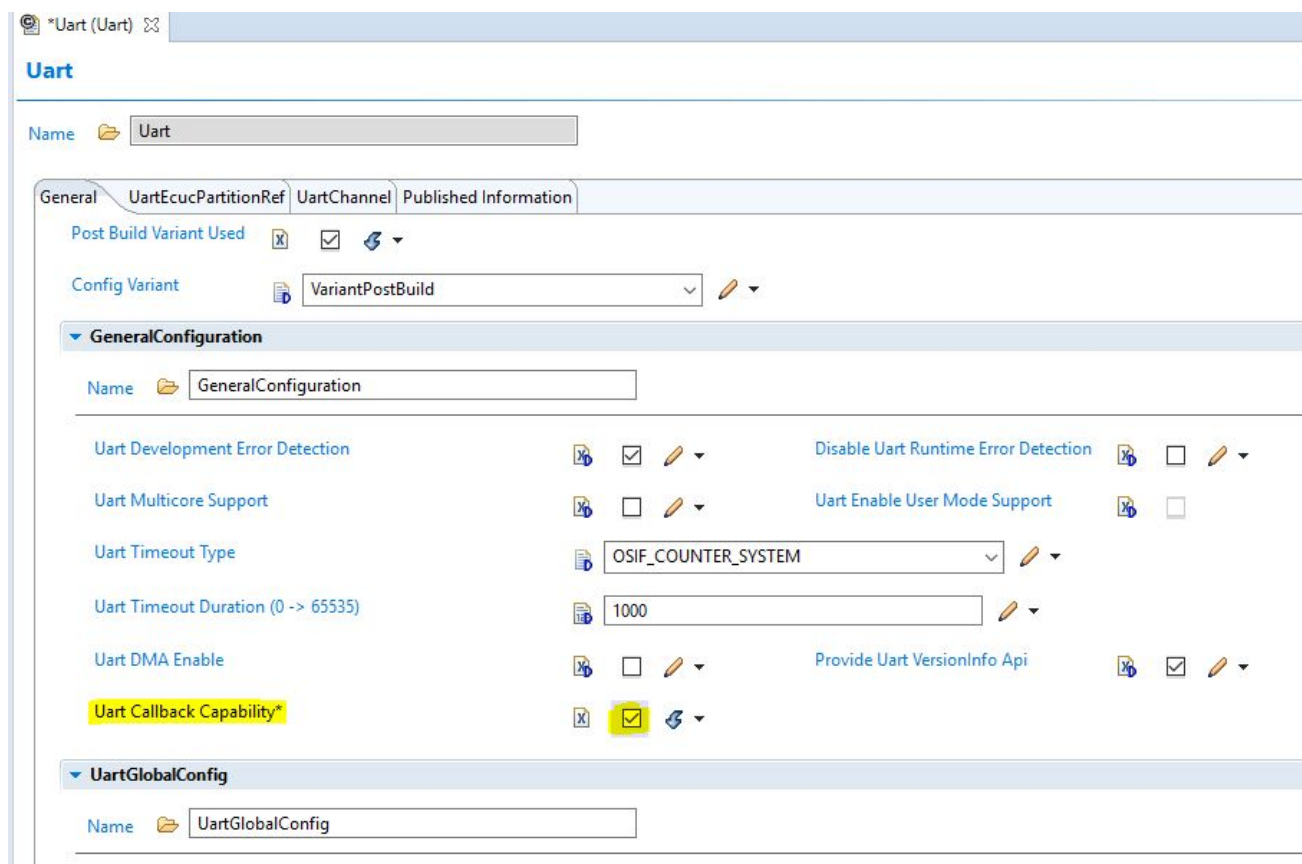 *Uart (Uart)
Uart
Name Uart
General UartEcucPartitionRef UartChannel Published Information
Post Build Variant Used
Config Variant VariantPostBuild
GeneralConfiguration
Name GeneralConfiguration
Uart Development Error Detection Disable Uart Runtime Error Detection
Uart Multicore Support Uart Enable User Mode Support
Uart Timeout Type OSIF_COUNTER_SYSTEM
Uart Timeout Duration (0 -> 65535) 1000
Uart DMA Enable Provide Uart VersionInfo Api
Uart Callback Capability*
UartGlobalConfig
Name UartGlobalConfig